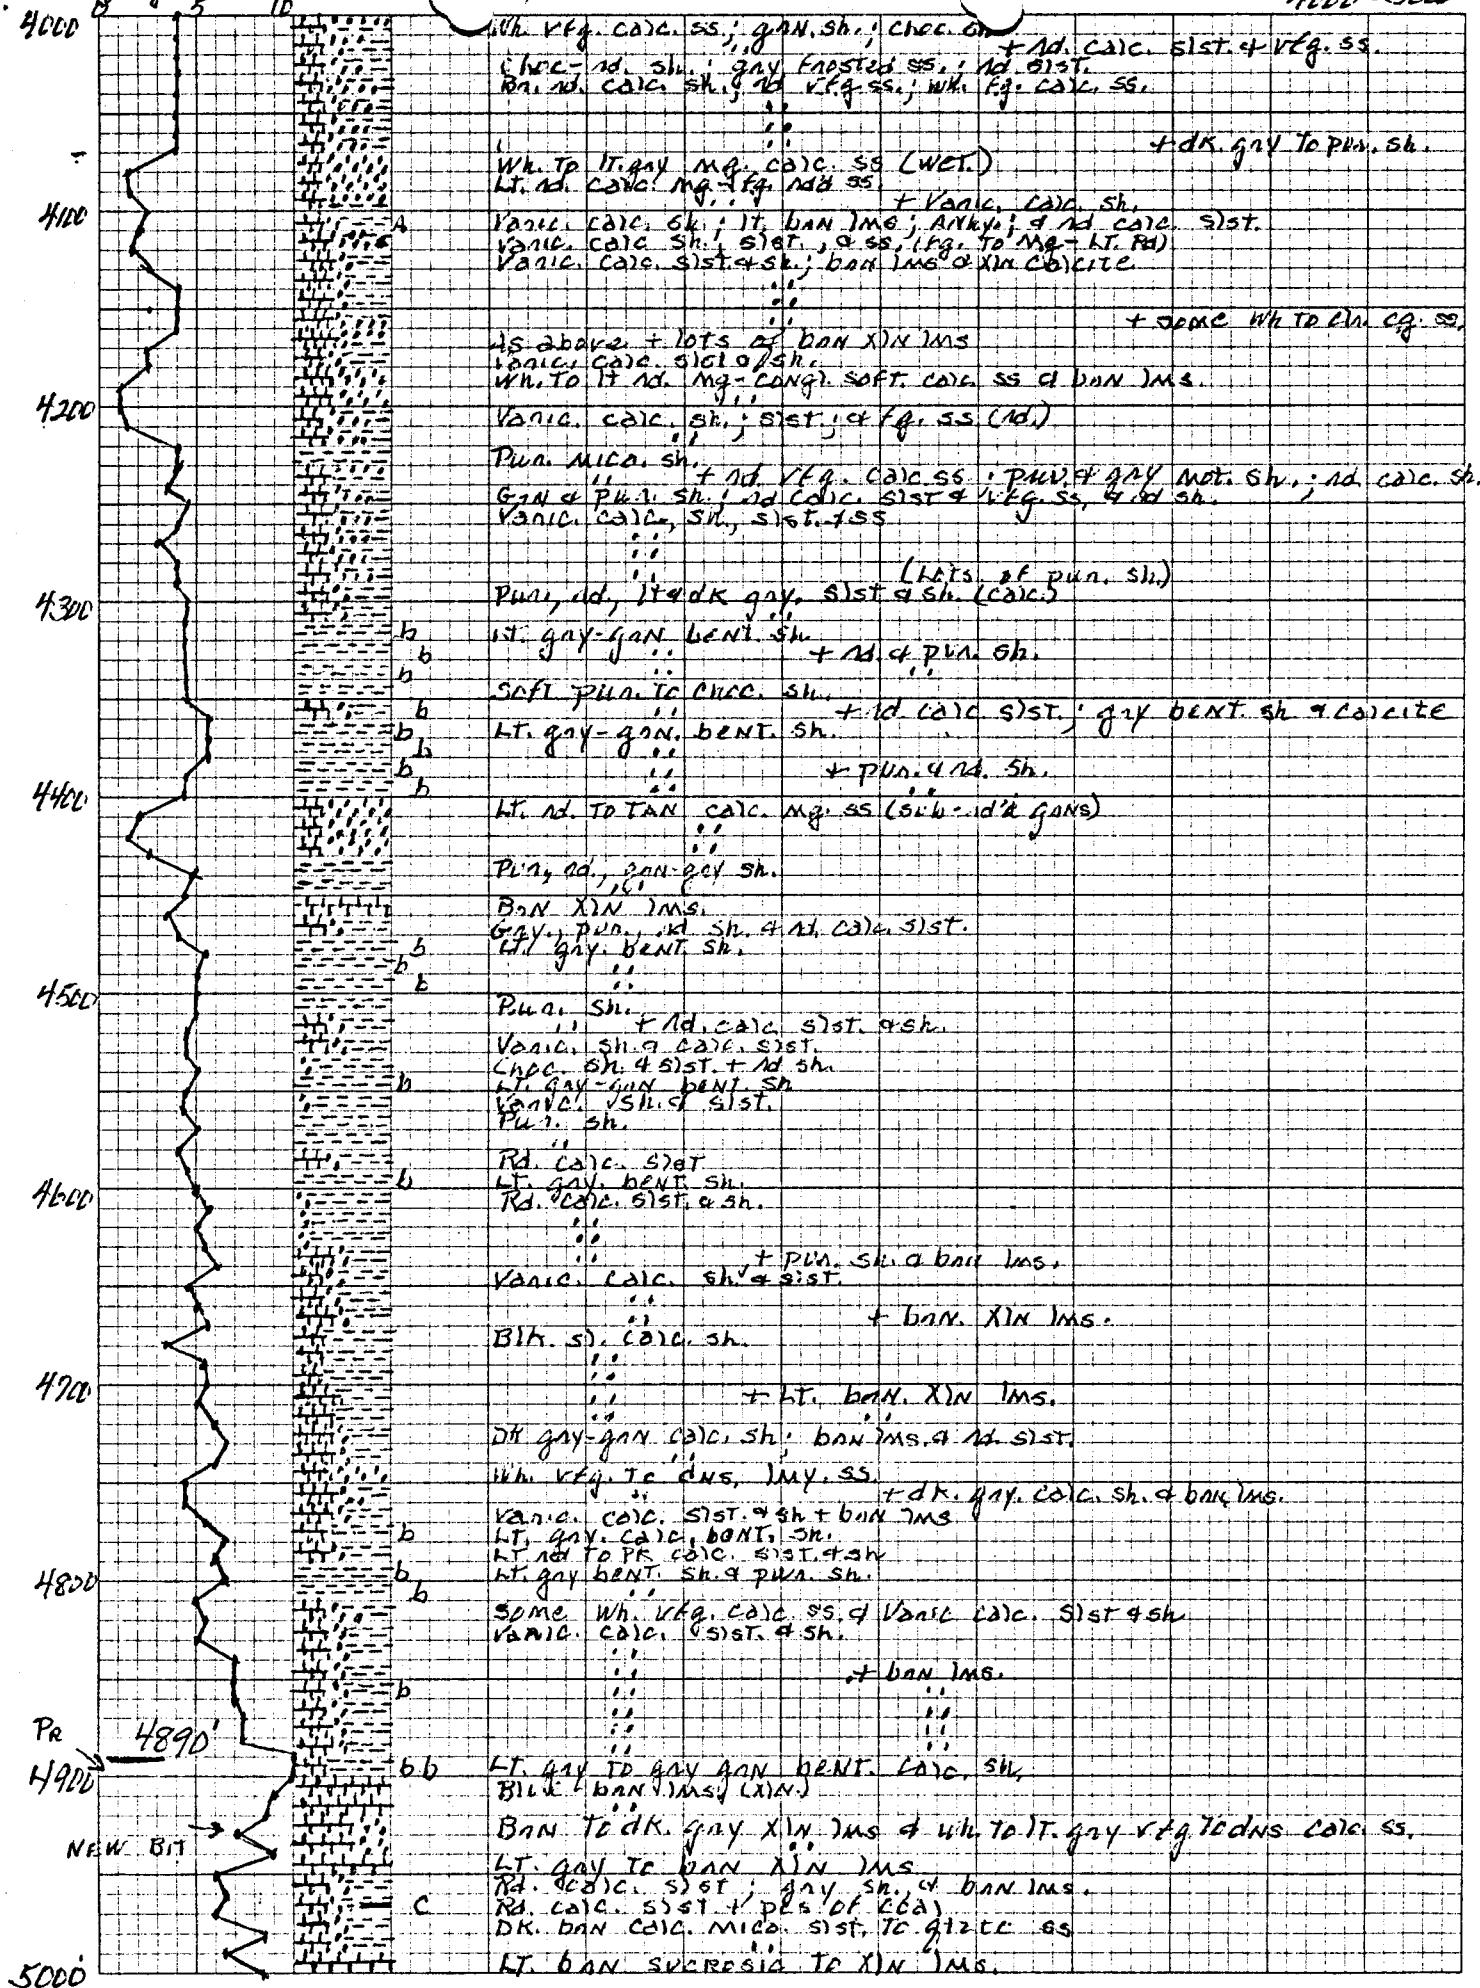 0 5 10
4000-5000
4000
Wh. vfg. calc. ss.; grn. sh.; choc. sh
+ rd. calc. slst. & vfg. ss.
Choc-rd. sh.; gry frosted ss.; rd slst.
Bn. rd. calc. sh.; rd vfg ss.; wh. fg. calc. ss.
+ dk. gry to pur. sh.
Wh. To lt. gry mg. calc. ss (wet.)
Lt. rd. calc. mg-fg. rdd ss.
+ Varic. calc. sh.
4100
A
Varic. calc. sh.; lt. brn lms; Anhy.; & rd calc. slst.
Varic. calc sh.; slst., & ss, (fg. To Mg - LT. Rd)
Varic. calc. slst. & sh.; brn lms & Xln calcite
+ some wh to clr. cg. ss.
As above + lots of brn Xln lms
Varic. calc. slst & sh.
Wh. To lt rd. mg-congl. soft. calc ss & brn lms.
4200
Varic. calc. sh.; slst.; & fg. ss (rd.)
Pur. mica. sh.
+ rd. vfg. calc ss.; pur. & gry mot. sh.; rd calc. sh.
Grn & pur. sh.; rd calc. slst & vfg. ss, & rd sh.
Varic. calc., sh., slst. & ss
(Lots of pur. sh.)
Pur., rd., lt & dk gry. slst & sh. (calc.)
4300
b
Lt. gry-grn bent. sh.
b
+ rd. & pur. sh.
b
Soft pur. To choc. sh.
b
+ rd calc. slst.; gry bent. sh & calcite
b
Lt. gry-grn. bent. sh.
b
b
+ pur. & rd. sh.
b
4400
Lt. rd. To TAN calc. mg. ss (sub-rd'd grns)
Pur., rd., grn-gry sh.
Brn Xln lms.
Gry., pur., rd sh. & rd. calc. slst.
b
Lt. gry. bent. sh.
b
b
4500
Pur. sh.
+ rd. calc slst. & sh.
Varic. sh & calc. slst.
Choc. sh. & slst. + rd sh.
b
Lt. gry-grn bent. sh
Varic. sh. & slst.
Pur. sh.
Rd. calc. slst
b
Lt. gry. bent. sh.
4600
Rd. calc. slst. & sh.
+ pur. sh. & brn lms.
Varic. calc. sh. & slst.
+ brn. Xln lms.
Blk. sl. calc. sh.
4700
+ Lt. brn. Xln lms.
Dk gry-grn calc. sh; brn lms. & rd. slst.
Wh. vfg. To dns, lmy. ss.
+ dk. gry. calc. sh. & brn lms.
Varic. calc. slst. & sh + brn lms
b
Lt. gry. calc. bent. sh.
Lt rd To Pk calc. slst. & sh
b
Lt. gry bent. sh. & pur. sh.
4800
b
Some wh. vfg. calc ss. & Varic calc. slst & sh
Varic. calc. slst. & sh.
+ brn lms.
b
PR
4890'
b b
Lt. gry To gry grn bent. calc. sh.
4900
brn lms. (Xln.)
Brn To dk. gry Xln lms & wh. to lt. gry vfg To dns calc ss.
NEW BIT
Lt. gry To brn Xln lms
Rd. calc. slst; gry sh. & brn lms.
C
Rd. calc. slst + pcs of coal
Dk. brn calc. mica. slst. To qtztc ss
5000'
Lt. brn sucrosic To Xln lms.